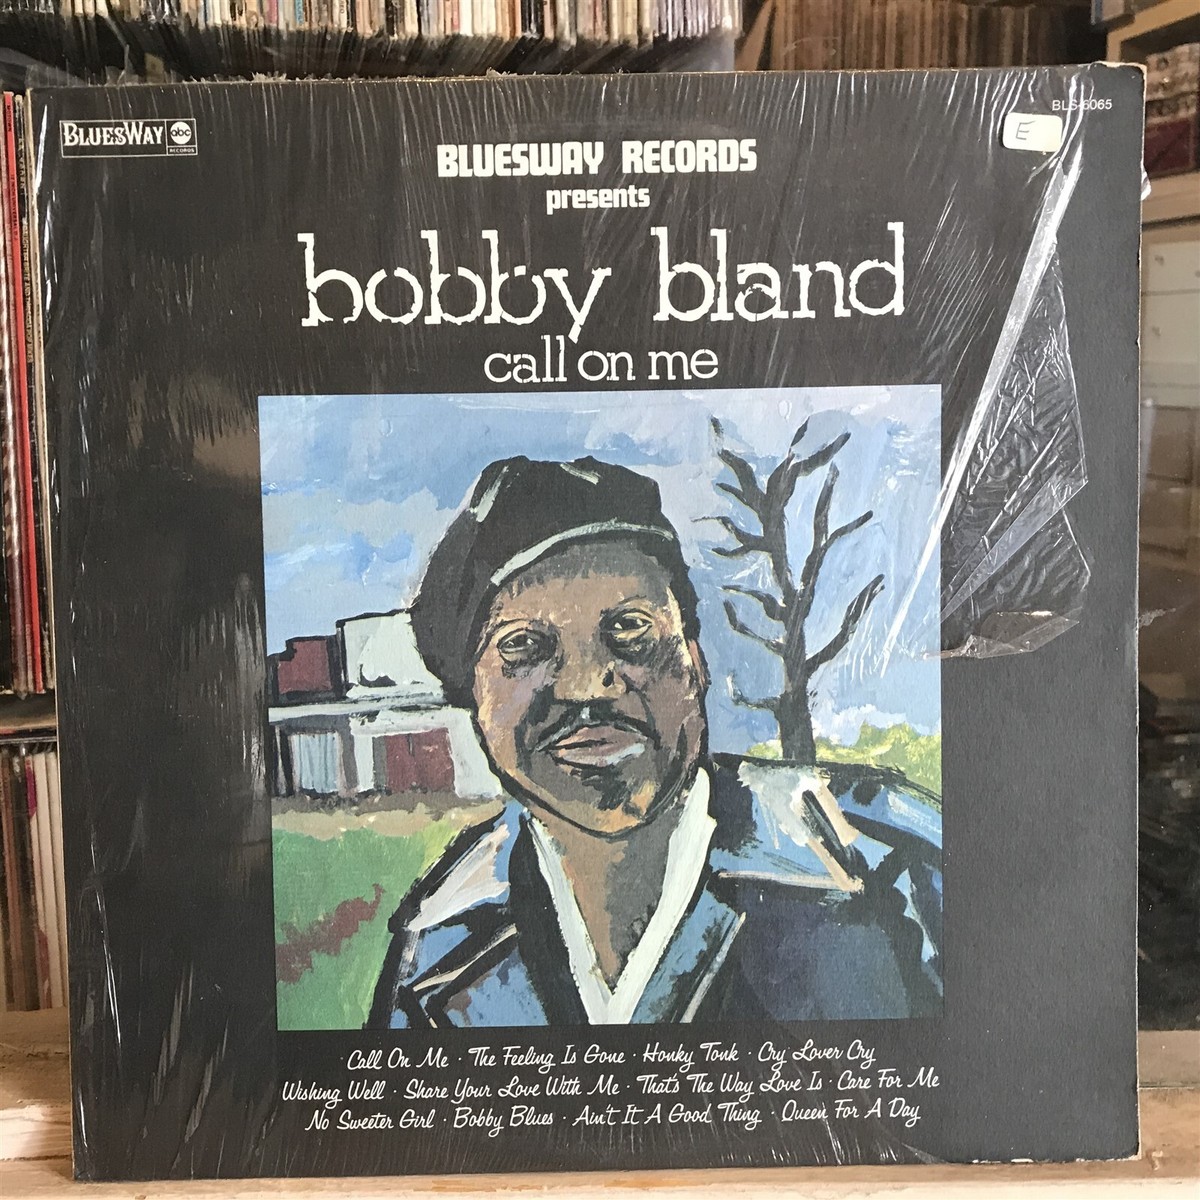 BLUESWAY abc RECORDS
BLS-6065
E
BLUESWAY RECORDS
presents
bobby bland
call on me
Call On Me · The Feeling Is Gone · Honky Tonk · Cry Lover Cry
Wishing Well · Share Your Love With Me · That's The Way Love Is · Care For Me
No Sweeter Girl · Bobby Blues · Ain't It A Good Thing · Queen For A Day